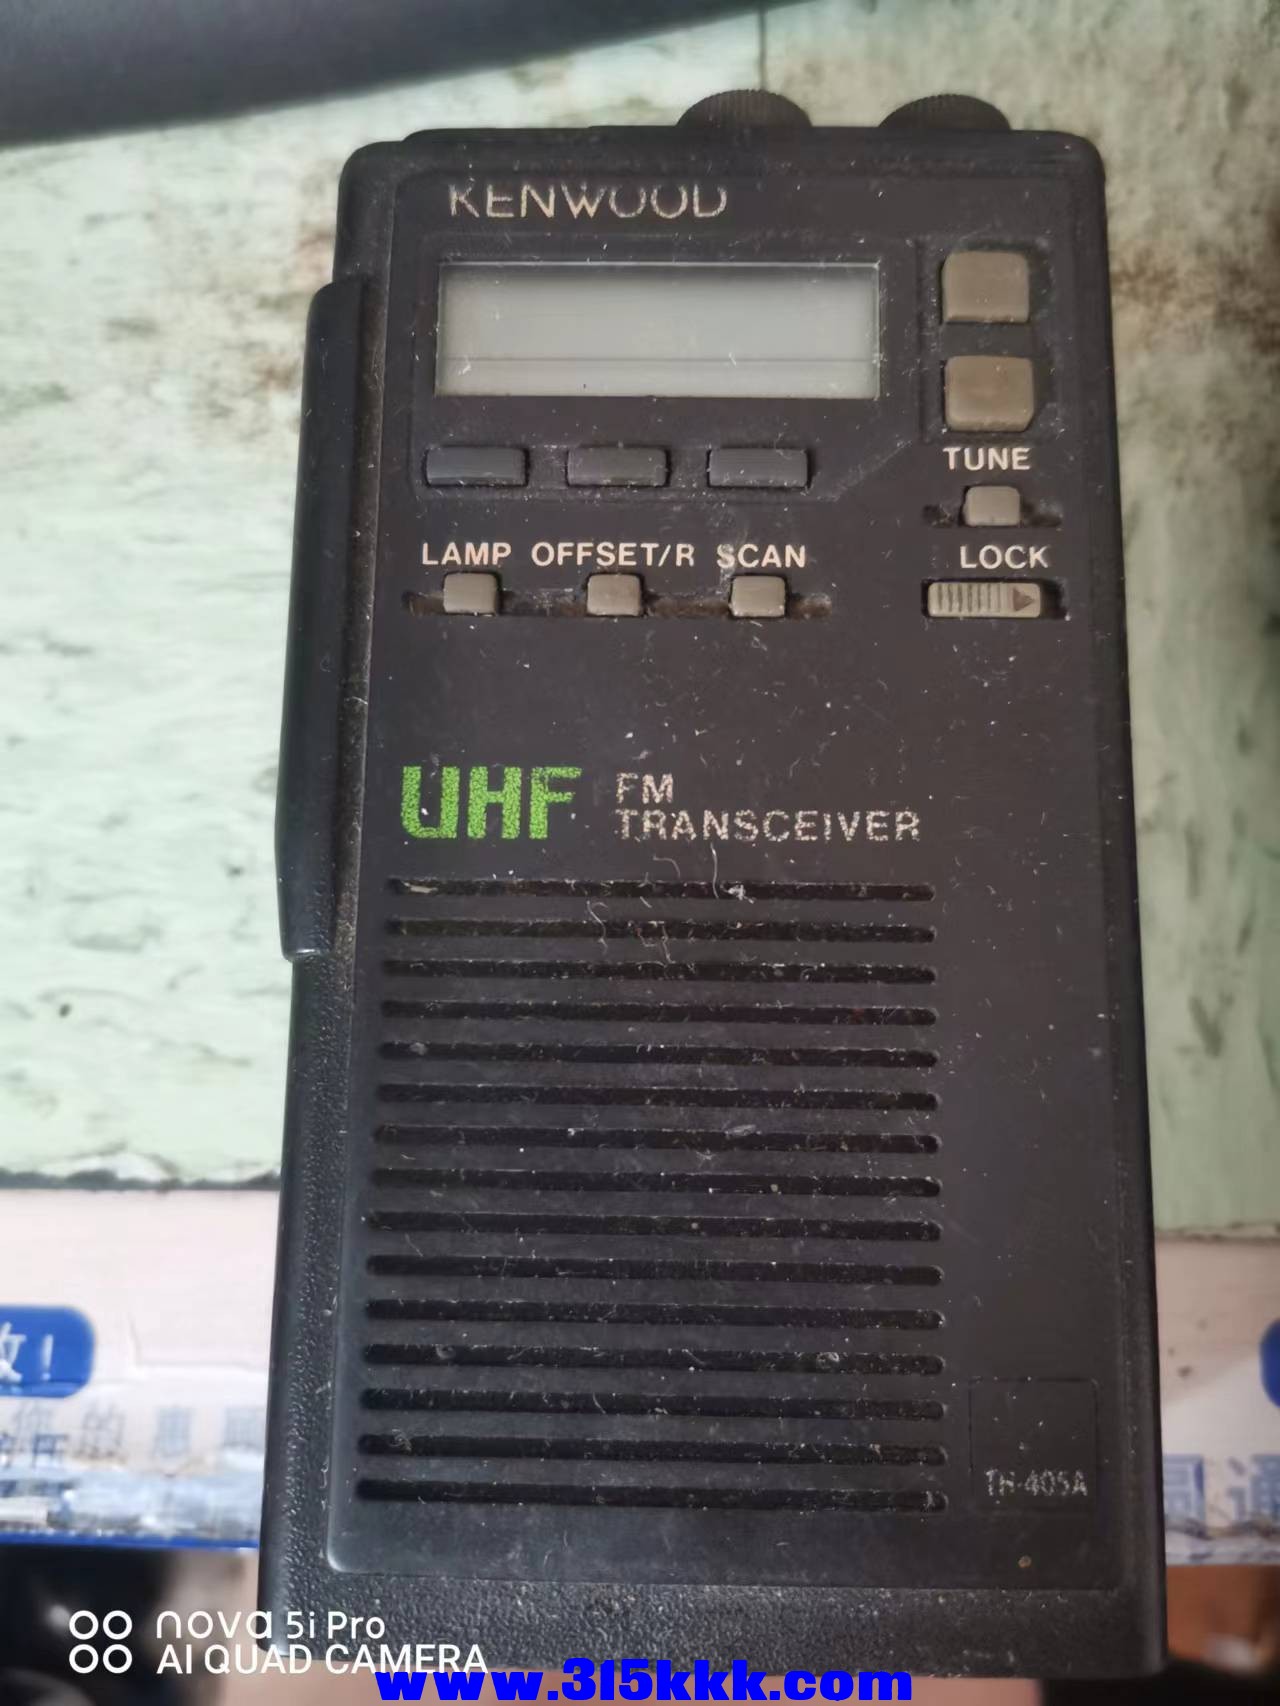 KENWOOD
TUNE
LAMP OFFSET/R SCAN
LOCK
UHF FM
TRANSCEIVER
TH-405A
的
nova 5i Pro
AI QUAD CAMERA
www.315kkk.com